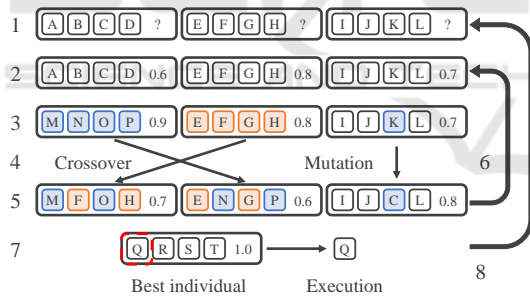 1 A B C D ? E F G H ? I J K L ?
2 A B C D 0.6 E F G H 0.8 I J K L 0.7
3 M N O P 0.9 E F G H 0.8 I J K L 0.7
4 Crossover Mutation 6
5 M F O H 0.7 E N G P 0.6 I J C L 0.8
7 Q R S T 1.0 Q
8
Best individual Execution